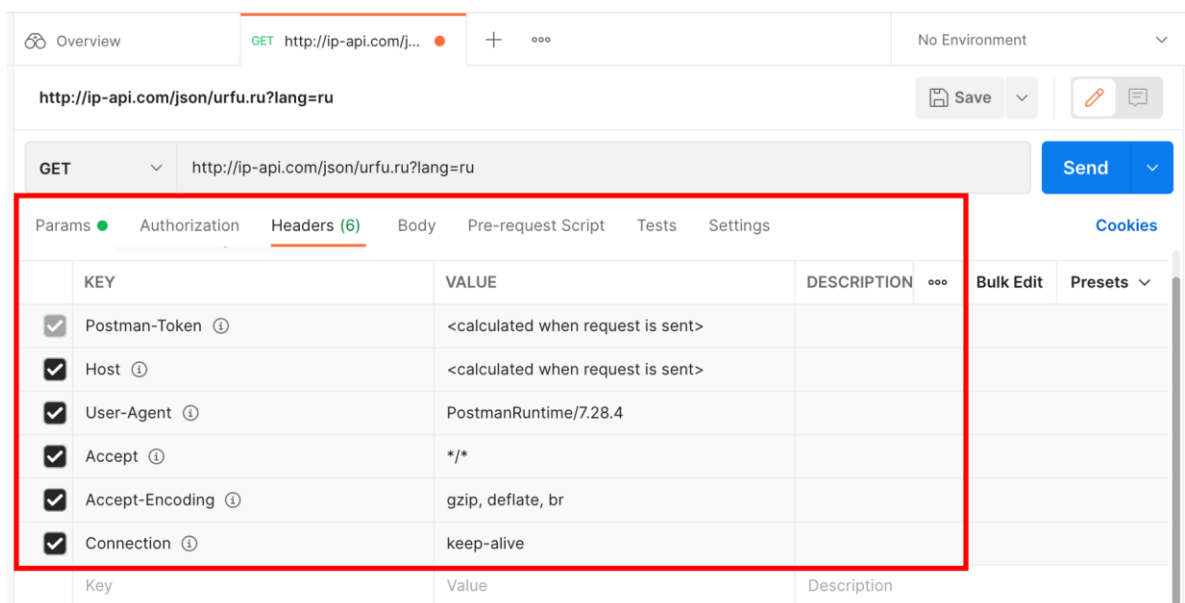 Overview GET http://ip-api.com/j... No Environment
http://ip-api.com/json/urfu.ru?lang=ru Save
GET http://ip-api.com/json/urfu.ru?lang=ru Send
Params Authorization Headers (6) Body Pre-request Script Tests Settings Cookies
KEY VALUE DESCRIPTION Bulk Edit Presets
Postman-Token <calculated when request is sent>
Host <calculated when request is sent>
User-Agent PostmanRuntime/7.28.4
Accept */*
Accept-Encoding gzip, deflate, br
Connection keep-alive
Key Value Description